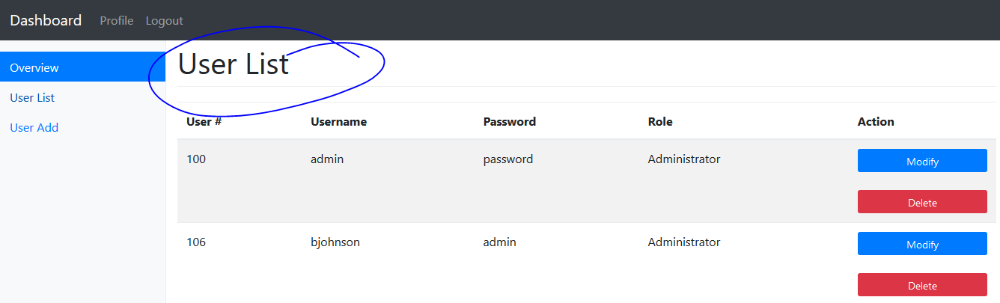 Dashboard Profile Logout
Overview
User List
User Add
User List
User # Username Password Role Action
100 admin password Administrator Modify
Delete
106 bjohnson admin Administrator Modify
Delete